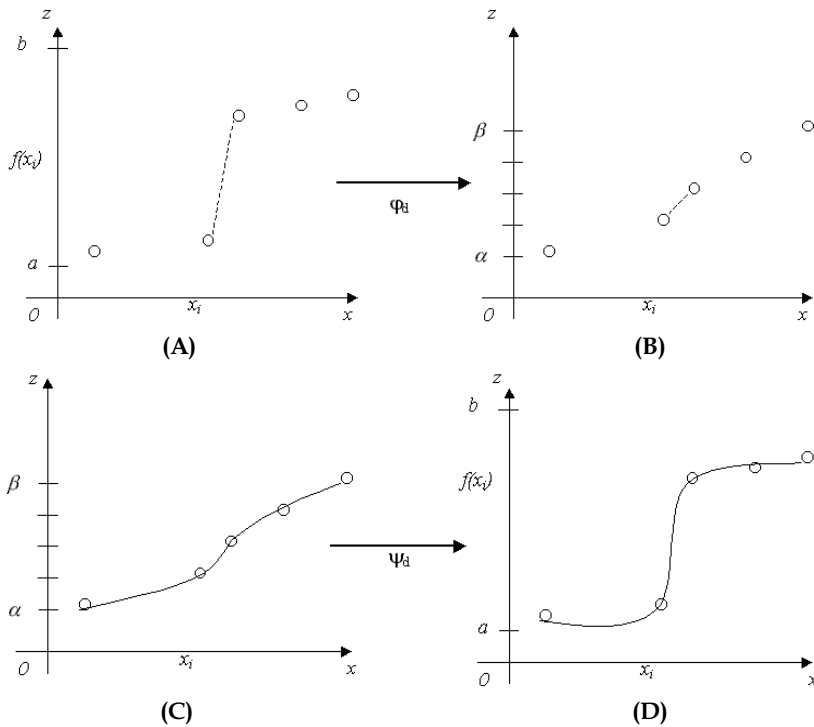 z
b
f(xᵢ)
a
0
xᵢ
x
φd
z
β
α
0
xᵢ
x
(A)
(B)
z
β
α
0
xᵢ
x
ψd
z
b
f(xᵢ)
a
0
xᵢ
x
(C)
(D)